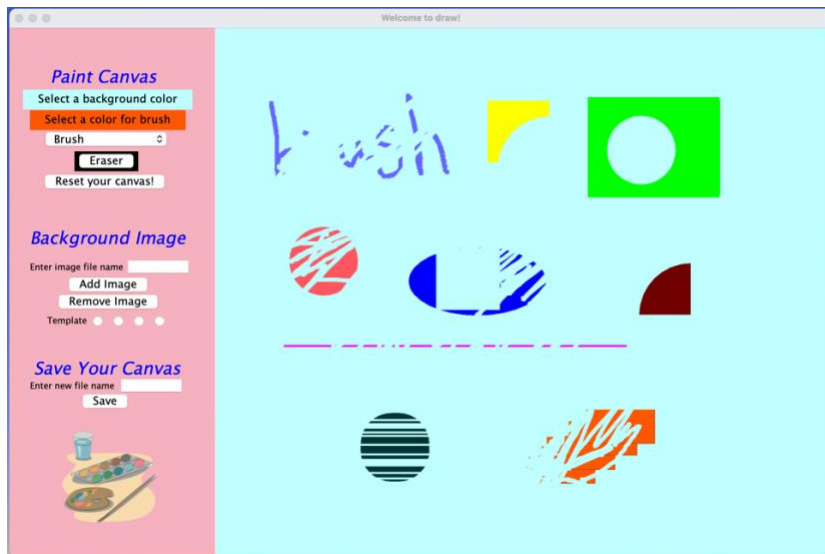 Welcome to draw!
Paint Canvas
Select a background color
Select a color for brush
Brush
Eraser
Reset your canvas!
Background Image
Enter image file name
Add Image
Remove Image
Template
Save Your Canvas
Enter new file name
Save
brush